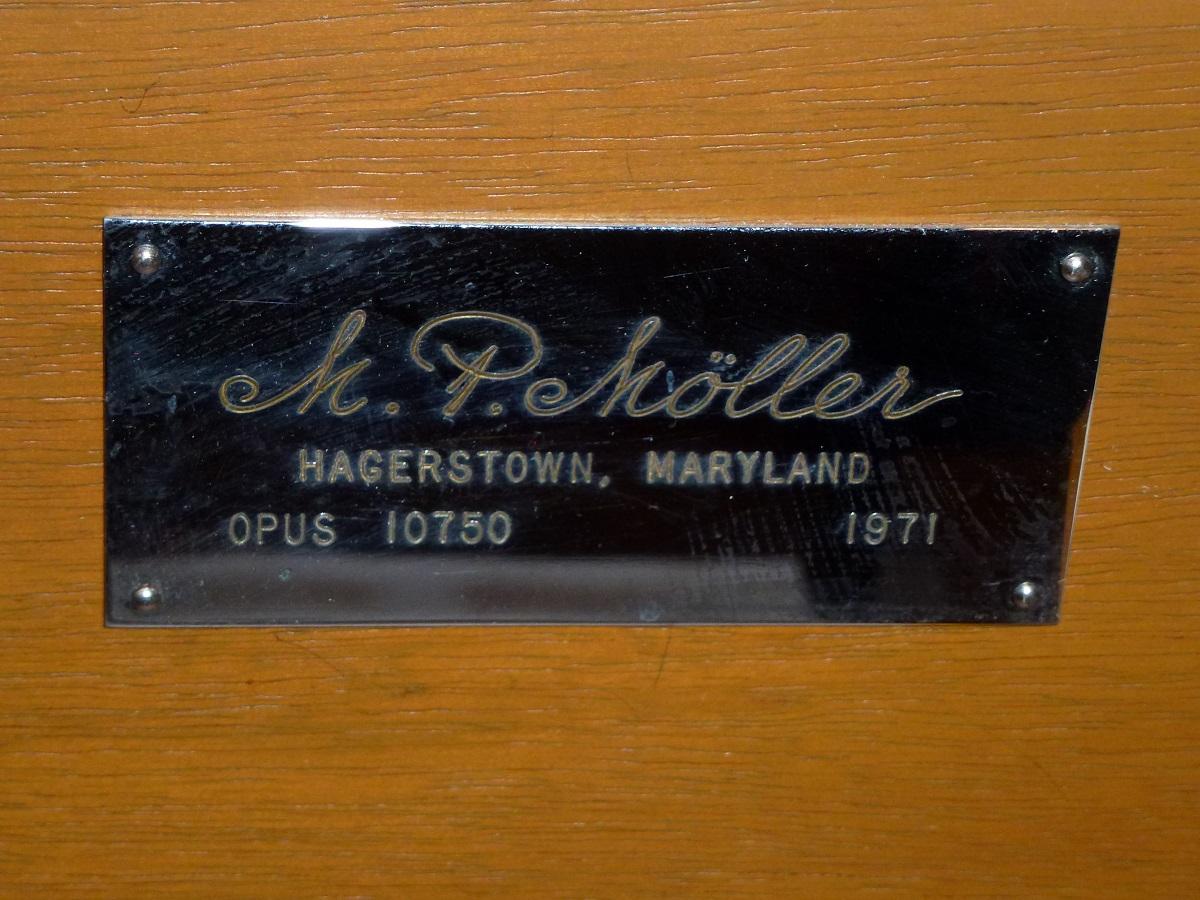 M. P. Möller
HAGERSTOWN, MARYLAND
OPUS 10750 1971